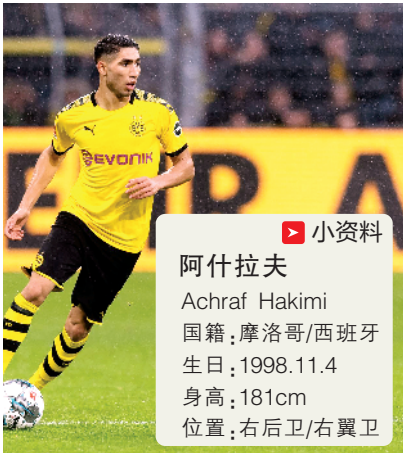 EVONIK
小资料
阿什拉夫
Achraf Hakimi
国籍:摩洛哥/西班牙
生日:1998.11.4
身高:181cm
位置:右后卫/右翼卫